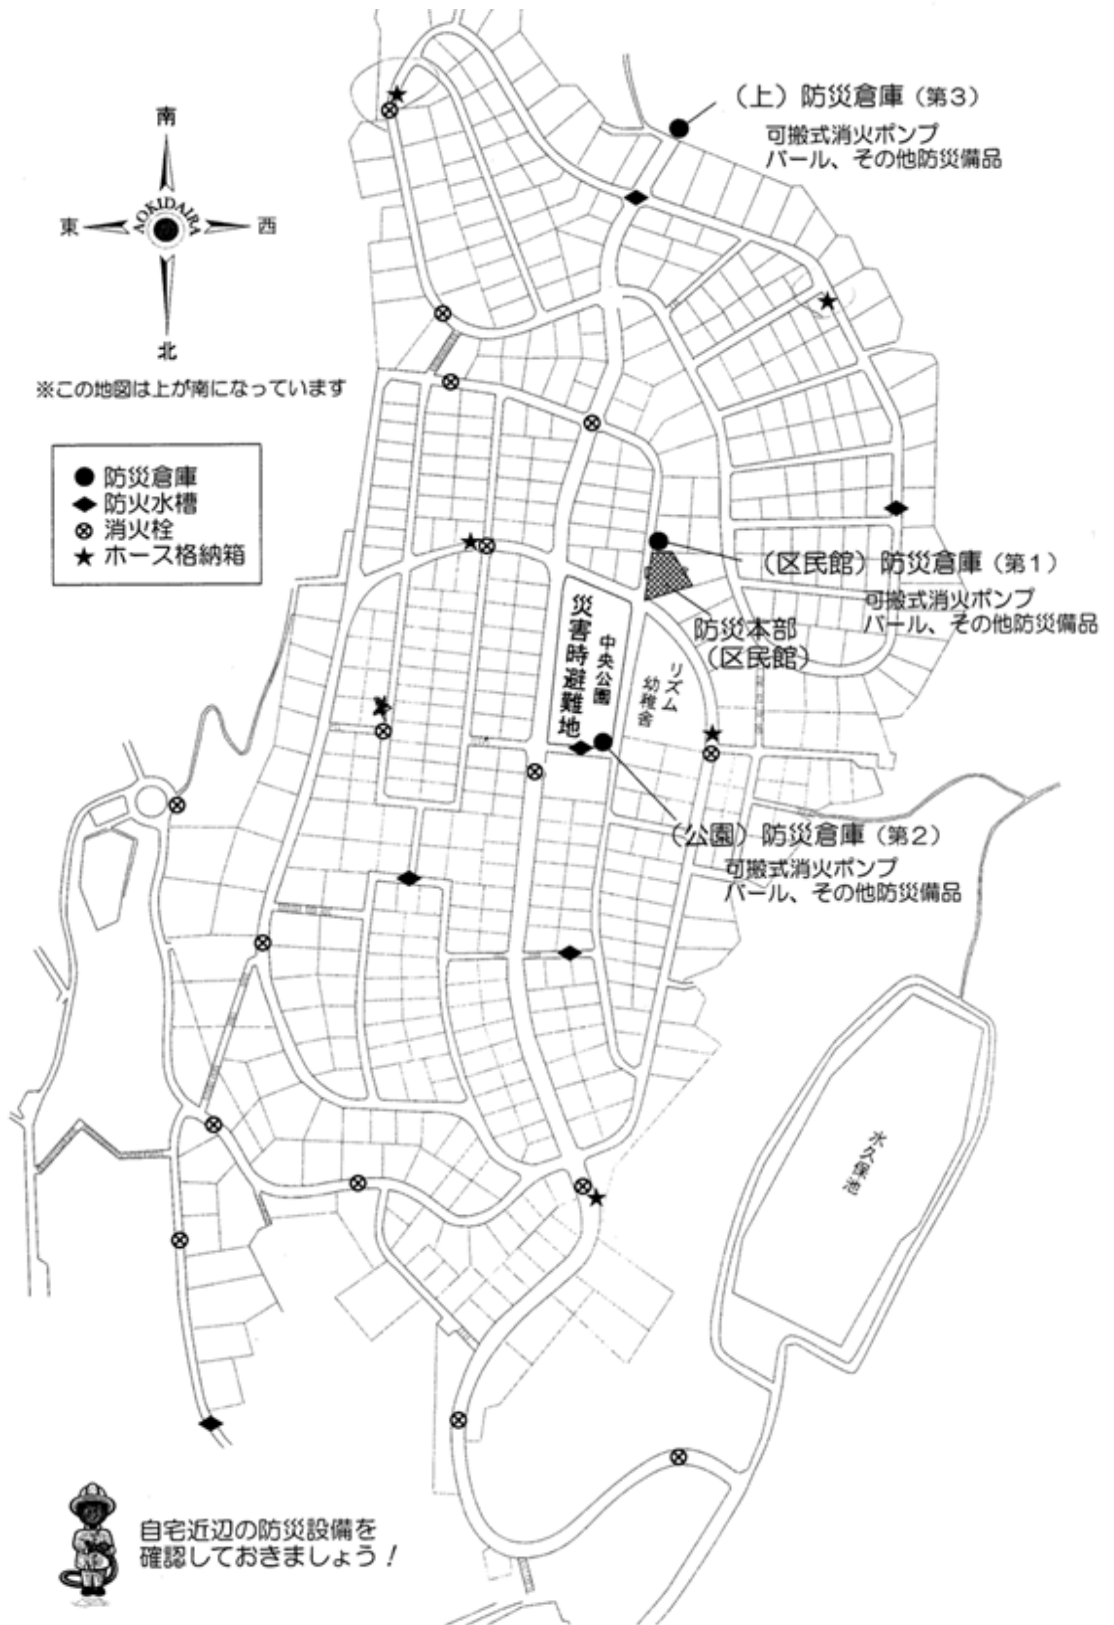 南
東
AOKIDAIRA
西
北
※この地図は上が南になっています
防災倉庫
防火水槽
消火栓
ホース格納箱
（上）防災倉庫（第3）
可搬式消火ポンプ
バール、その他防災備品
（区民館）防災倉庫（第1）
可搬式消火ポンプ
バール、その他防災備品
防災本部
（区民館）
災害時避難地
中央公園
リズム
幼稚舎
（公園）防災倉庫（第2）
可搬式消火ポンプ
バール、その他防災備品
水久保池
自宅近辺の防災設備を
確認しておきましょう！